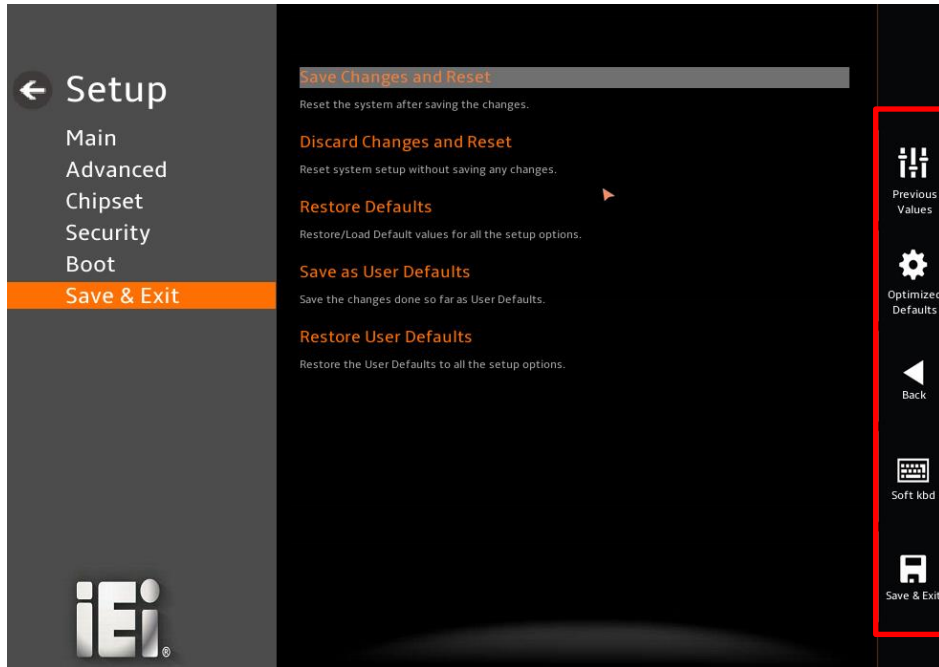 Setup
Main
Advanced
Chipset
Security
Boot
Save & Exit
Save Changes and Reset
Reset the system after saving the changes.
Discard Changes and Reset
Reset system setup without saving any changes.
Restore Defaults
Restore/Load Default values for all the setup options.
Save as User Defaults
Save the changes done so far as User Defaults.
Restore User Defaults
Restore the User Defaults to all the setup options.
Previous
Values
Optimized
Defaults
Back
Soft kbd
Save & Exit
iEi®